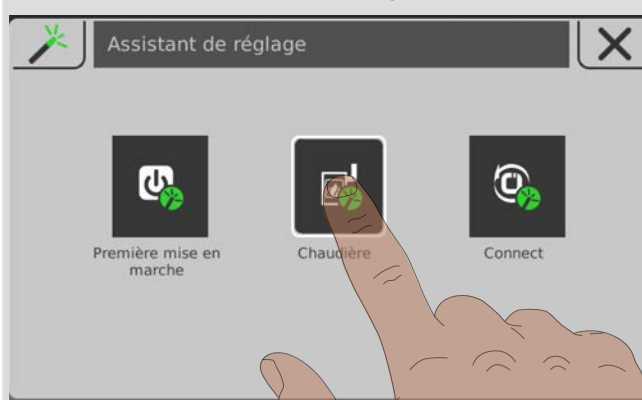 Assistant de réglage
Première mise en
marche
Chaudière
Connect